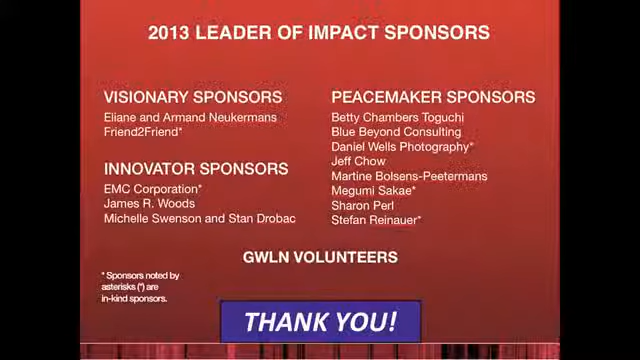 2013 LEADER OF IMPACT SPONSORS
VISIONARY SPONSORS
Eliane and Armand Neukermans
Friend2Friend*
INNOVATOR SPONSORS
EMC Corporation*
James R. Woods
Michelle Swenson and Stan Drobac
PEACEMAKER SPONSORS
Betty Chambers Toguchi
Blue Beyond Consulting
Daniel Wells Photography*
Jeff Chow
Martine Bolsens-Peetermans
Megumi Sakae*
Sharon Perl
Stefan Reinauer*
GWLN VOLUNTEERS
* Sponsors noted by
asterisks (*) are
in-kind sponsors.
THANK YOU!